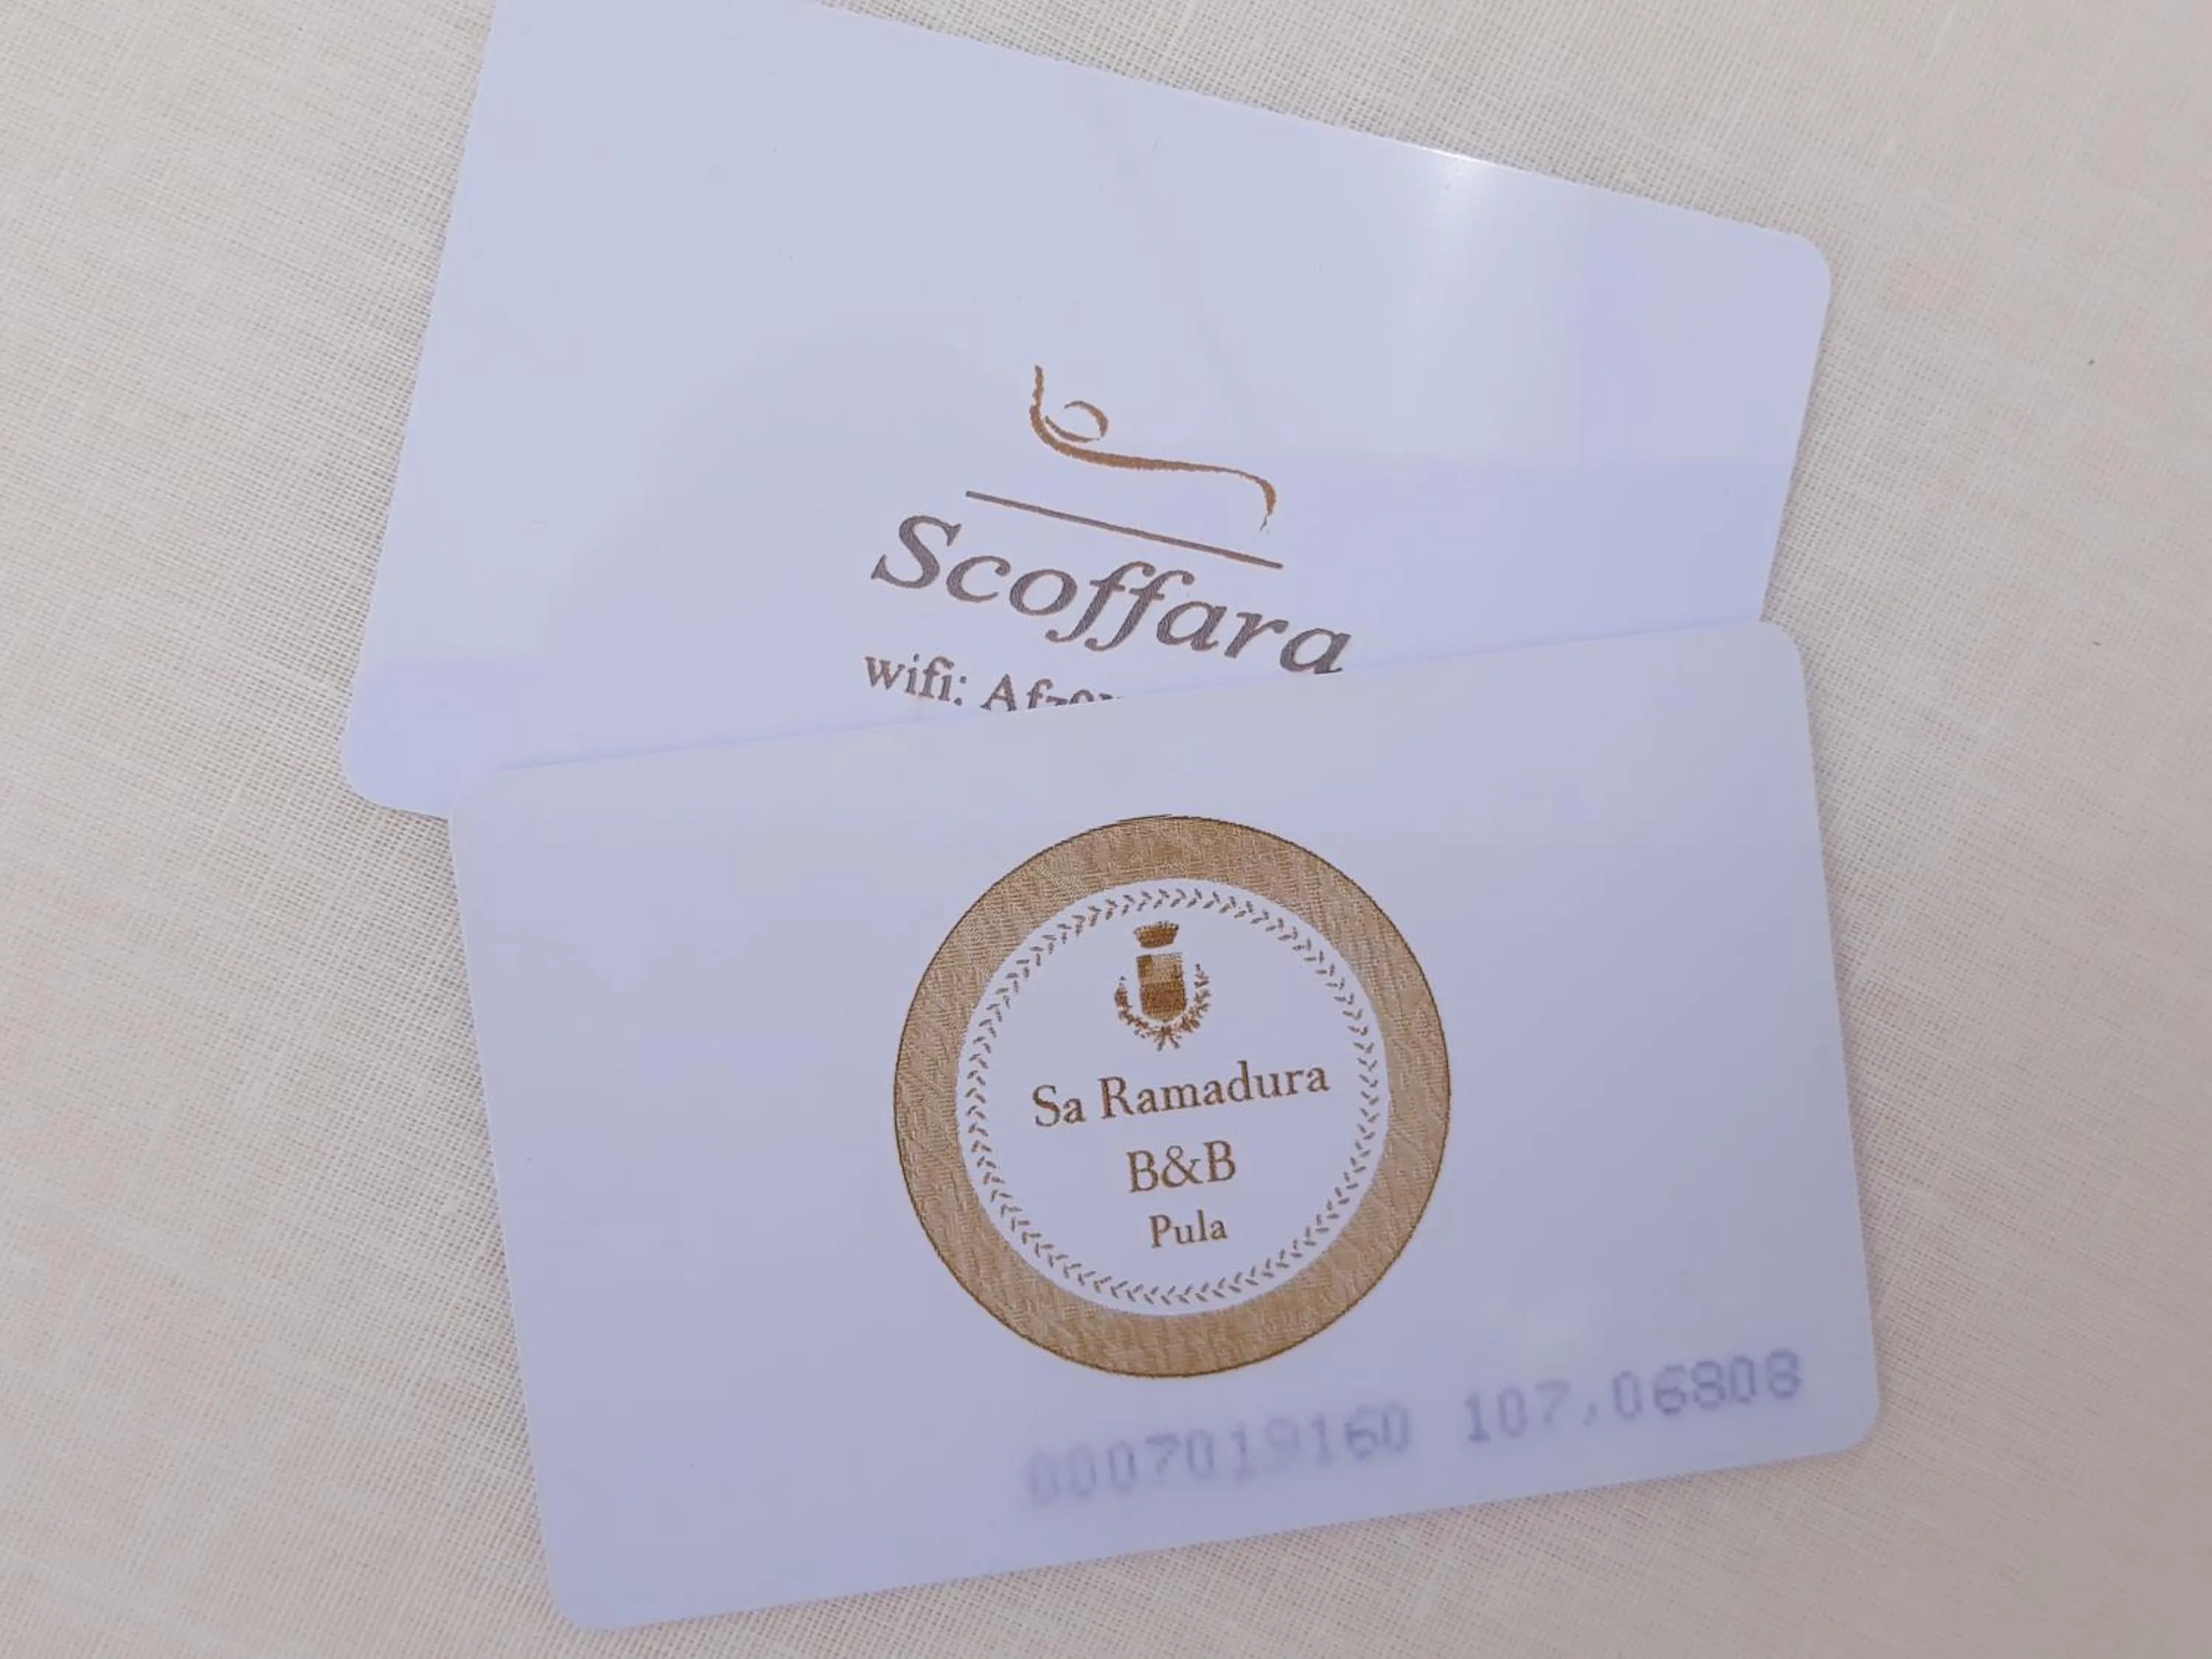 Scoffara
wifi:
Sa Ramadura
B&B
Pula
0007019160 107,06808